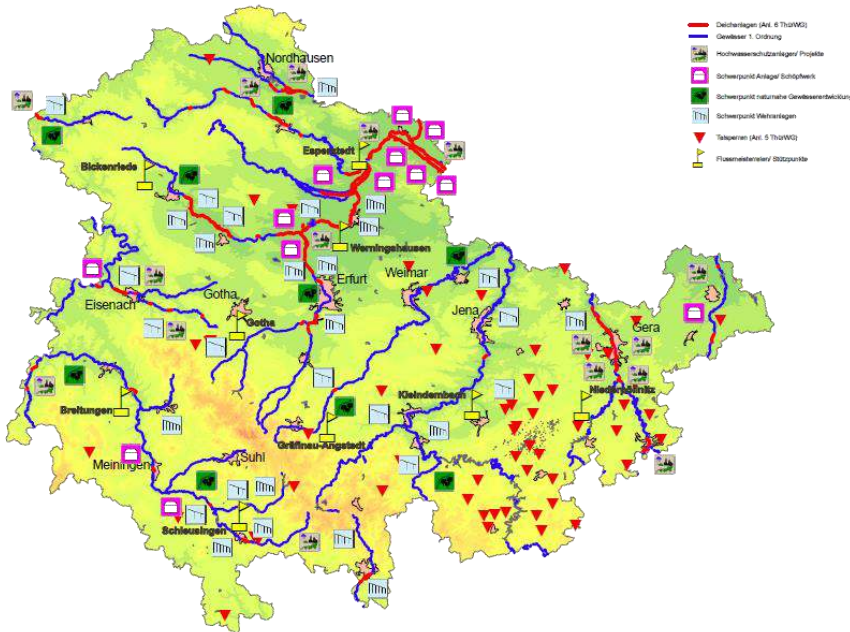 Deichanlagen (Anl. 6 ThürWG)
Gewässer 1. Ordnung
Hochwasserschutzanlagen/ Projekte
Schwerpunkt Anlage/ Schöpfwerk
Schwerpunkt naturnahe Gewässerentwicklung
Schwerpunkt Wehranlagen
Talsperren (Anl. 5 ThürWG)
Flussmeistereien/ Stützpunkte
Nordhausen
Esperstedt
Bickenriede
Werningshausen
Erfurt
Weimar
Eisenach
Gotha
Gotha
Jena
Gera
Breitungen
Kleindembach
Niederpöllnitz
Gräfinau-Angstedt
Meiningen
Suhl
Schleusingen